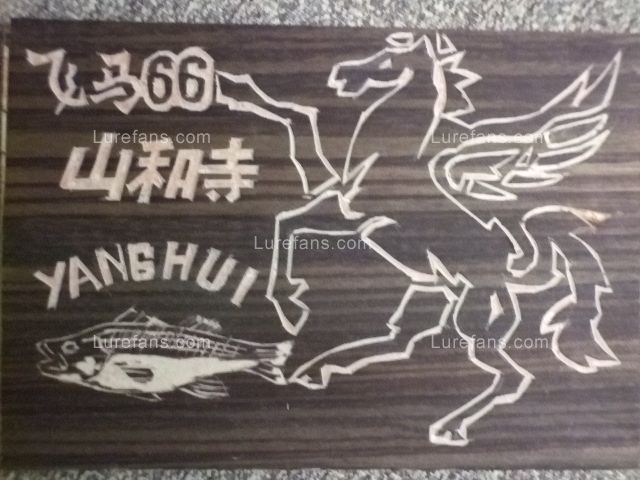 飞马66
山和寺
YANGHUI
Lurefans.com Lurefans.com
Lurefans.com
Lurefans.com Lurefans.com